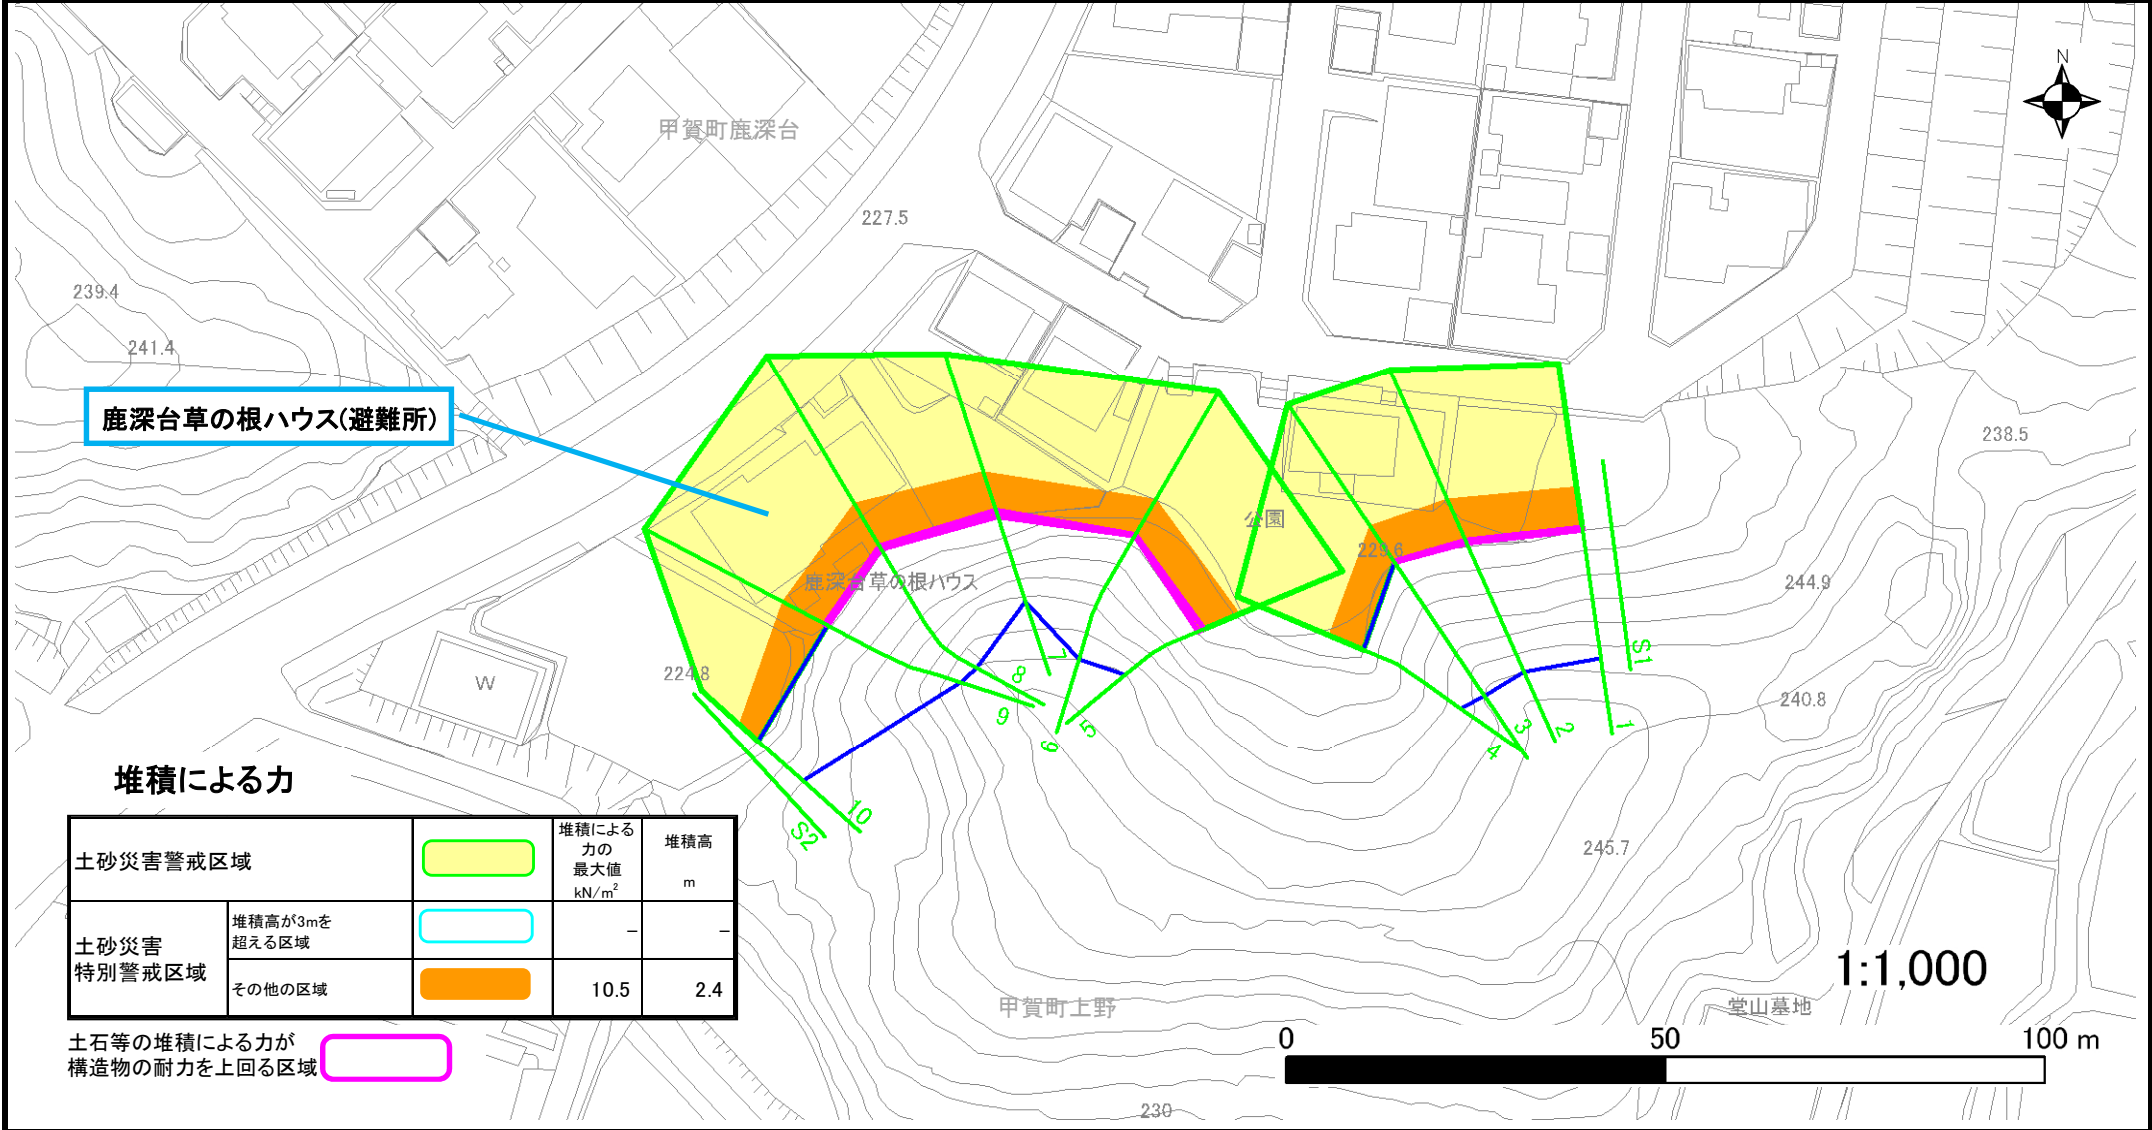 N
甲賀町鹿深台
227.5
239.4
241.4
鹿深台草の根ハウス(避難所)
238.5
公園
229.6
鹿深台草の根ハウス
244.9
224.8
W
240.8
S1
1
2
3
4
5
6
7
8
9
10
S2
245.7
堆積による力
土砂災害警戒区域
堆積による
力の
最大値
kN/m²
堆積高
m
土砂災害
特別警戒区域
堆積高が3mを
超える区域
−
−
その他の区域
10.5
2.4
土石等の堆積による力が
構造物の耐力を上回る区域
甲賀町上野
堂山墓地
1:1,000
0
50
100 m
230